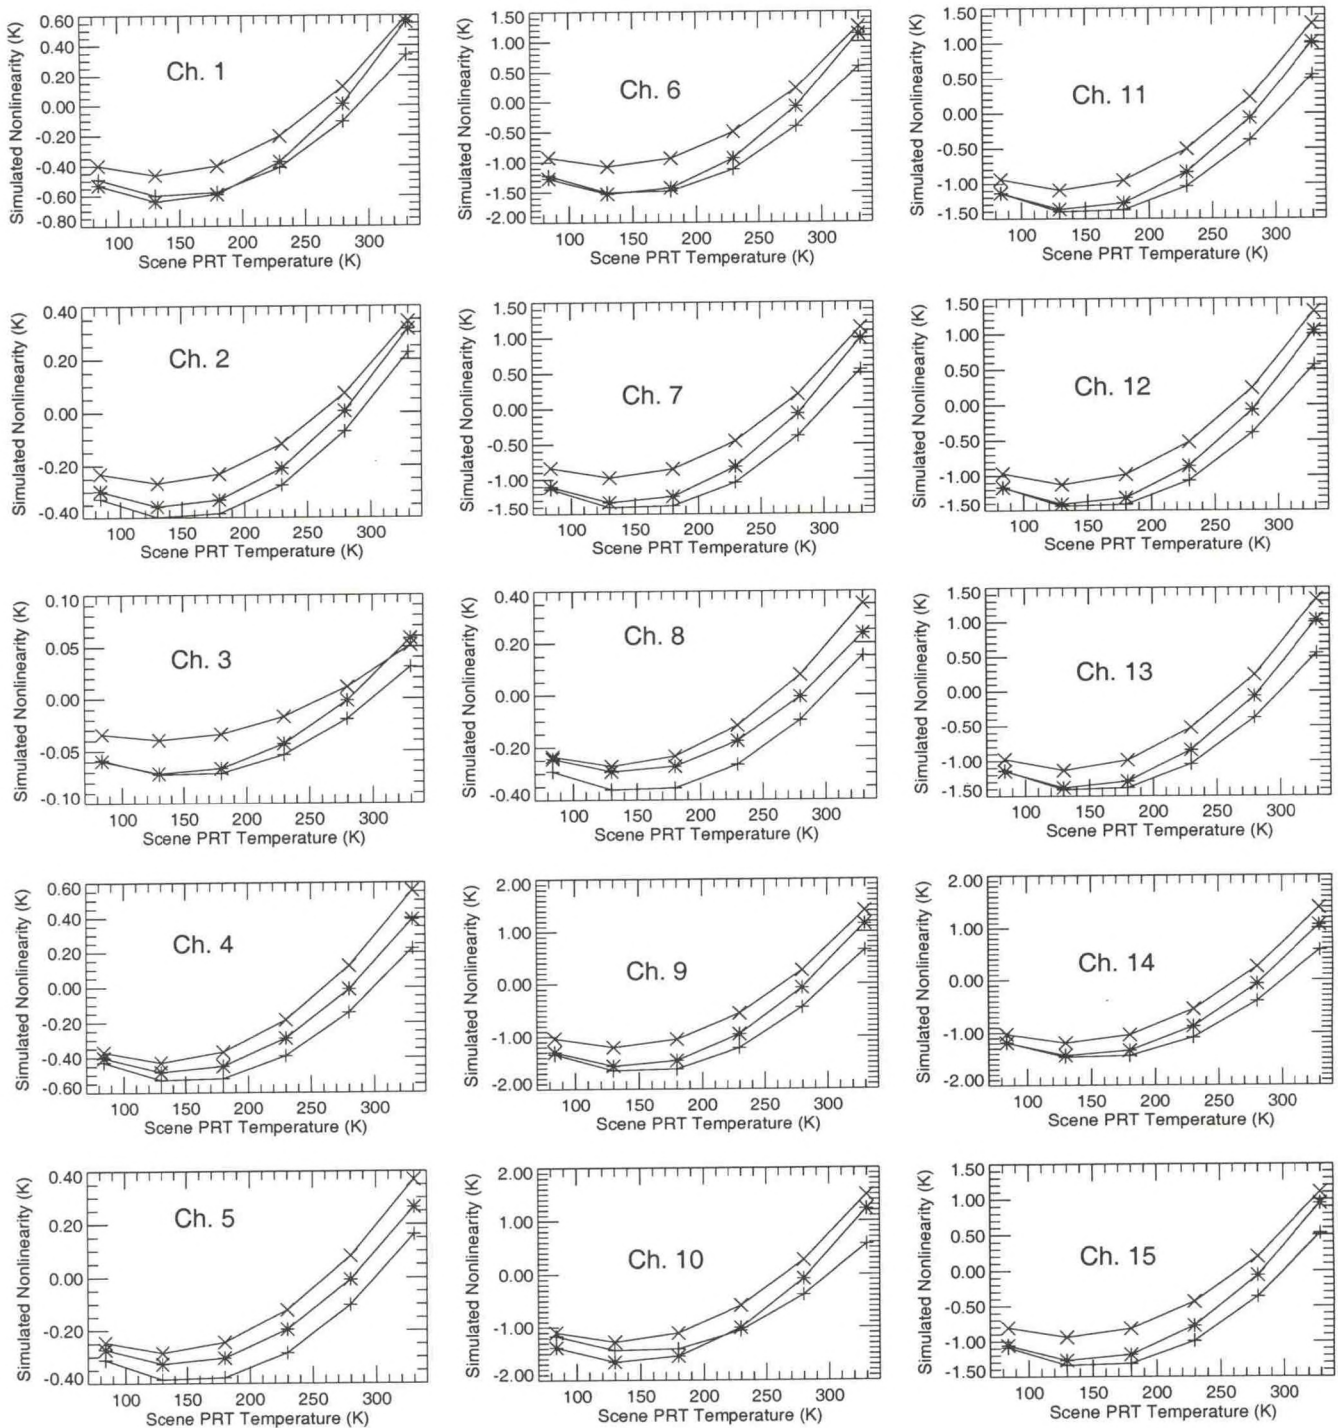 Simulated Nonlinearity (K)
0.60
0.40
0.20
0.00
-0.20
-0.40
-0.60
-0.80
Ch. 1
100 150 200 250 300
Scene PRT Temperature (K)
Simulated Nonlinearity (K)
1.50
1.00
0.50
0.00
-0.50
-1.00
-1.50
-2.00
Ch. 6
100 150 200 250 300
Scene PRT Temperature (K)
Simulated Nonlinearity (K)
1.50
1.00
0.50
0.00
-0.50
-1.00
-1.50
Ch. 11
100 150 200 250 300
Scene PRT Temperature (K)
Simulated Nonlinearity (K)
0.40
0.20
0.00
-0.20
-0.40
Ch. 2
100 150 200 250 300
Scene PRT Temperature (K)
Simulated Nonlinearity (K)
1.50
1.00
0.50
0.00
-0.50
-1.00
-1.50
Ch. 7
100 150 200 250 300
Scene PRT Temperature (K)
Simulated Nonlinearity (K)
1.50
1.00
0.50
0.00
-0.50
-1.00
-1.50
Ch. 12
100 150 200 250 300
Scene PRT Temperature (K)
Simulated Nonlinearity (K)
0.10
0.05
0.00
-0.05
-0.10
Ch. 3
100 150 200 250 300
Scene PRT Temperature (K)
Simulated Nonlinearity (K)
0.40
0.20
0.00
-0.20
-0.40
Ch. 8
100 150 200 250 300
Scene PRT Temperature (K)
Simulated Nonlinearity (K)
1.50
1.00
0.50
0.00
-0.50
-1.00
-1.50
Ch. 13
100 150 200 250 300
Scene PRT Temperature (K)
Simulated Nonlinearity (K)
0.60
0.40
0.20
0.00
-0.20
-0.40
-0.60
Ch. 4
100 150 200 250 300
Scene PRT Temperature (K)
Simulated Nonlinearity (K)
2.00
1.00
0.00
-1.00
-2.00
Ch. 9
100 150 200 250 300
Scene PRT Temperature (K)
Simulated Nonlinearity (K)
2.00
1.00
0.00
-1.00
-2.00
Ch. 14
100 150 200 250 300
Scene PRT Temperature (K)
Simulated Nonlinearity (K)
0.40
0.20
0.00
-0.20
-0.40
Ch. 5
100 150 200 250 300
Scene PRT Temperature (K)
Simulated Nonlinearity (K)
2.00
1.00
0.00
-1.00
-2.00
Ch. 10
100 150 200 250 300
Scene PRT Temperature (K)
Simulated Nonlinearity (K)
1.50
1.00
0.50
0.00
-0.50
-1.00
-1.50
Ch. 15
100 150 200 250 300
Scene PRT Temperature (K)